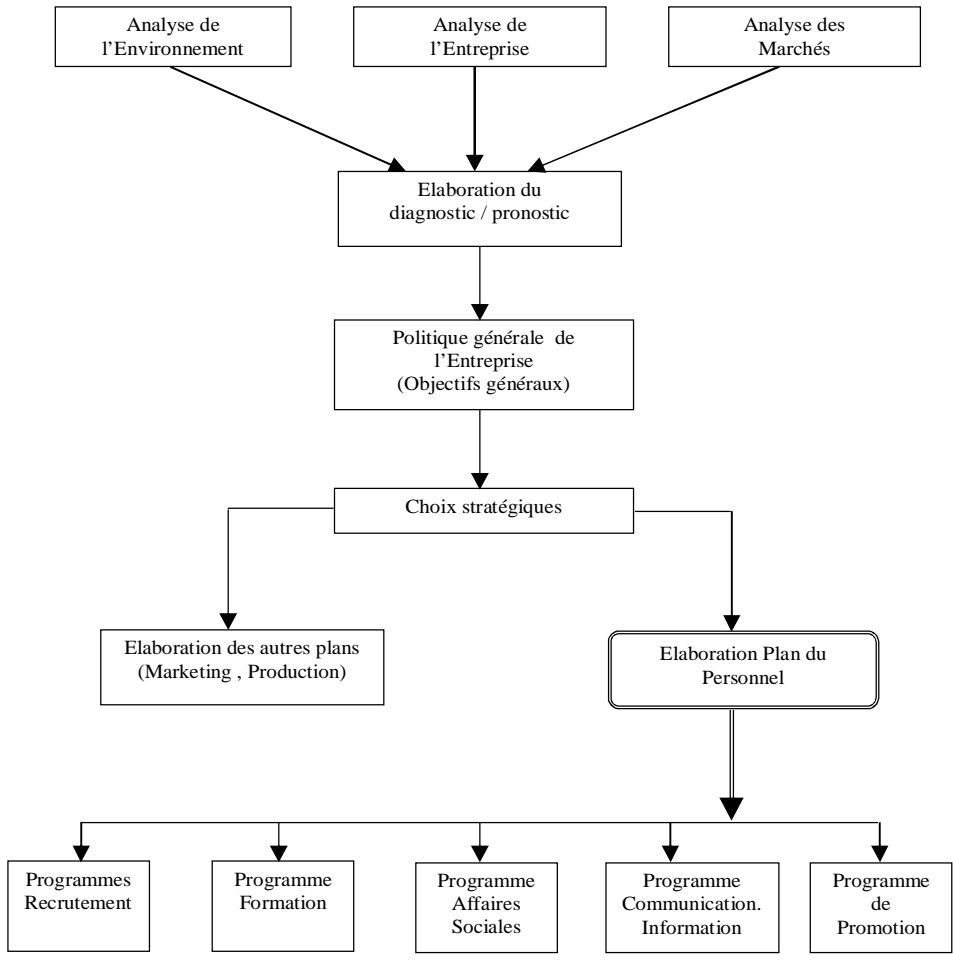 Analyse de
l’Environnement
Analyse de
l’Entreprise
Analyse des
Marchés
Elaboration du
diagnostic / pronostic
Politique générale de
l’Entreprise
(Objectifs généraux)
Choix stratégiques
Elaboration des autres plans
(Marketing , Production)
Elaboration Plan du
Personnel
Programmes
Recrutement
Programme
Formation
Programme
Affaires
Sociales
Programme
Communication.
Information
Programme
de
Promotion